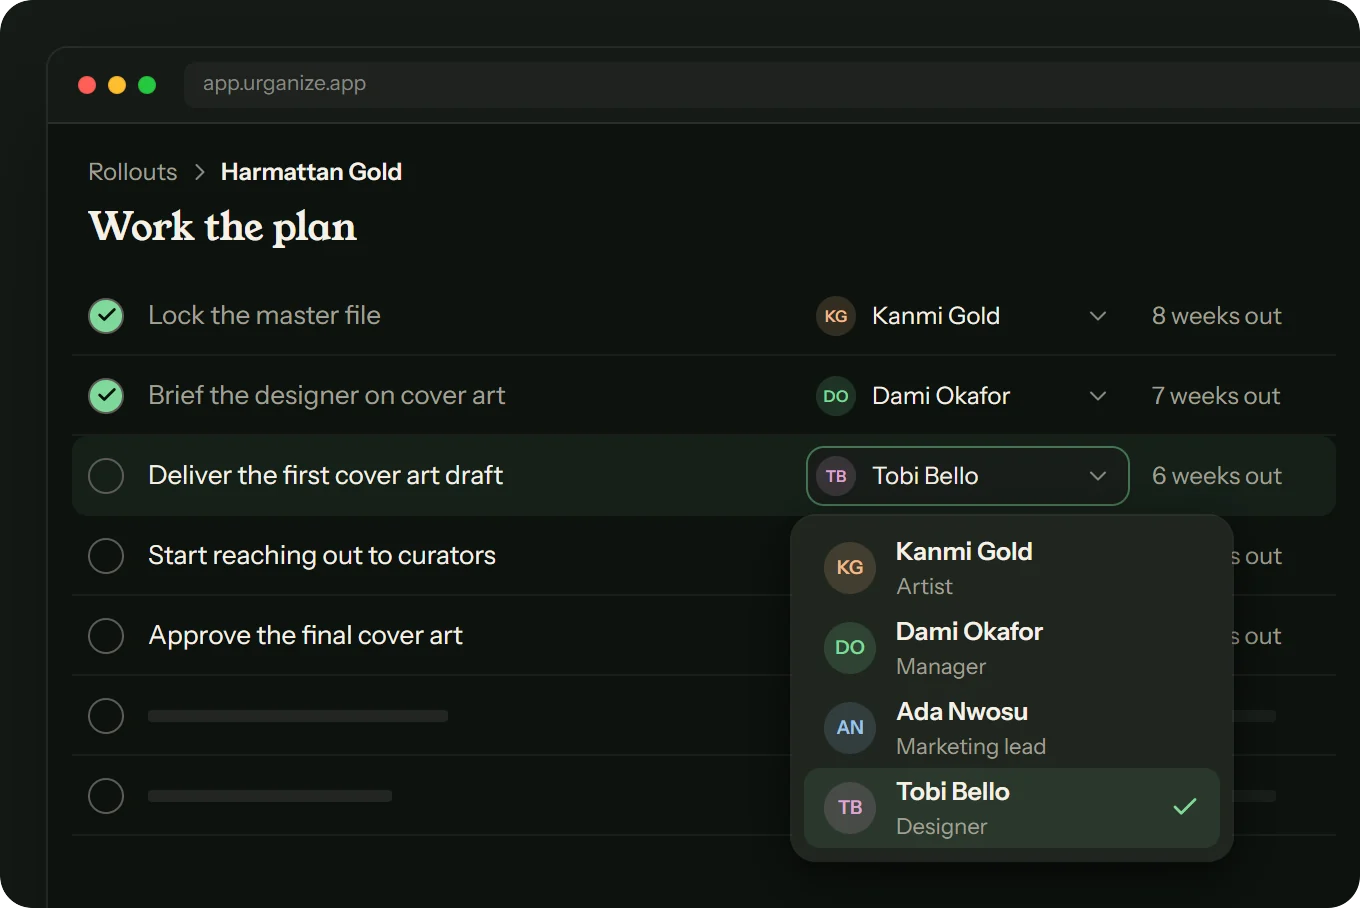 app.urganize.app
Rollouts > Harmattan Gold
Work the plan
Lock the master file KG Kanmi Gold 8 weeks out
Brief the designer on cover art DO Dami Okafor 7 weeks out
Deliver the first cover art draft TB Tobi Bello 6 weeks out
Start reaching out to curators out
Approve the final cover art out
KG Kanmi Gold
Artist
DO Dami Okafor
Manager
AN Ada Nwosu
Marketing lead
TB Tobi Bello
Designer